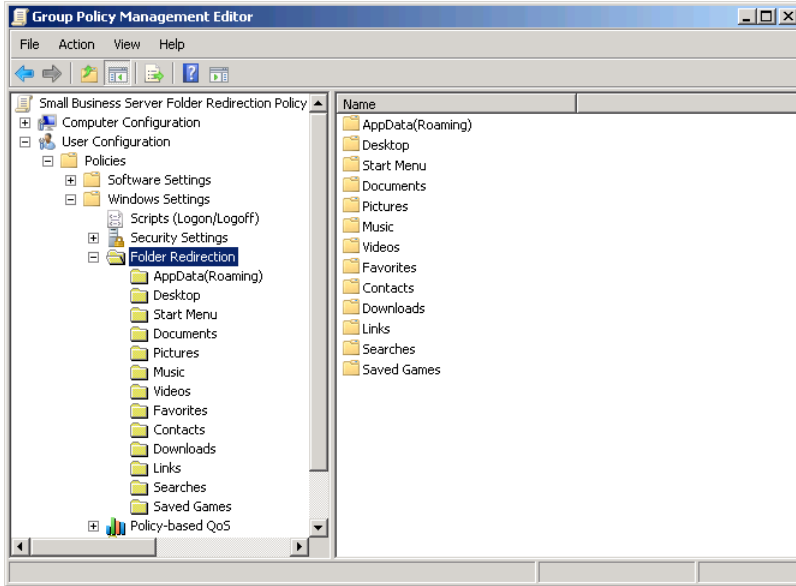 Group Policy Management Editor
File Action View Help
Small Business Server Folder Redirection Policy
Computer Configuration
User Configuration
Policies
Software Settings
Windows Settings
Scripts (Logon/Logoff)
Security Settings
Folder Redirection
AppData(Roaming)
Desktop
Start Menu
Documents
Pictures
Music
Videos
Favorites
Contacts
Downloads
Links
Searches
Saved Games
Policy-based QoS
Name
AppData(Roaming)
Desktop
Start Menu
Documents
Pictures
Music
Videos
Favorites
Contacts
Downloads
Links
Searches
Saved Games